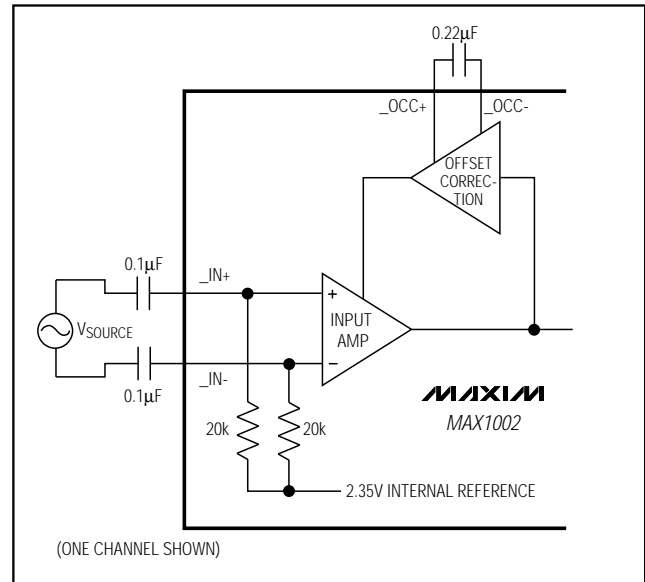 0.22µF
_OCC+
_OCC-
OFFSET
CORREC-
TION
0.1µF
_IN+
+
INPUT
AMP
VSOURCE
_IN-
−
0.1µF
20k
20k
MAXIM
MAX1002
2.35V INTERNAL REFERENCE
(ONE CHANNEL SHOWN)